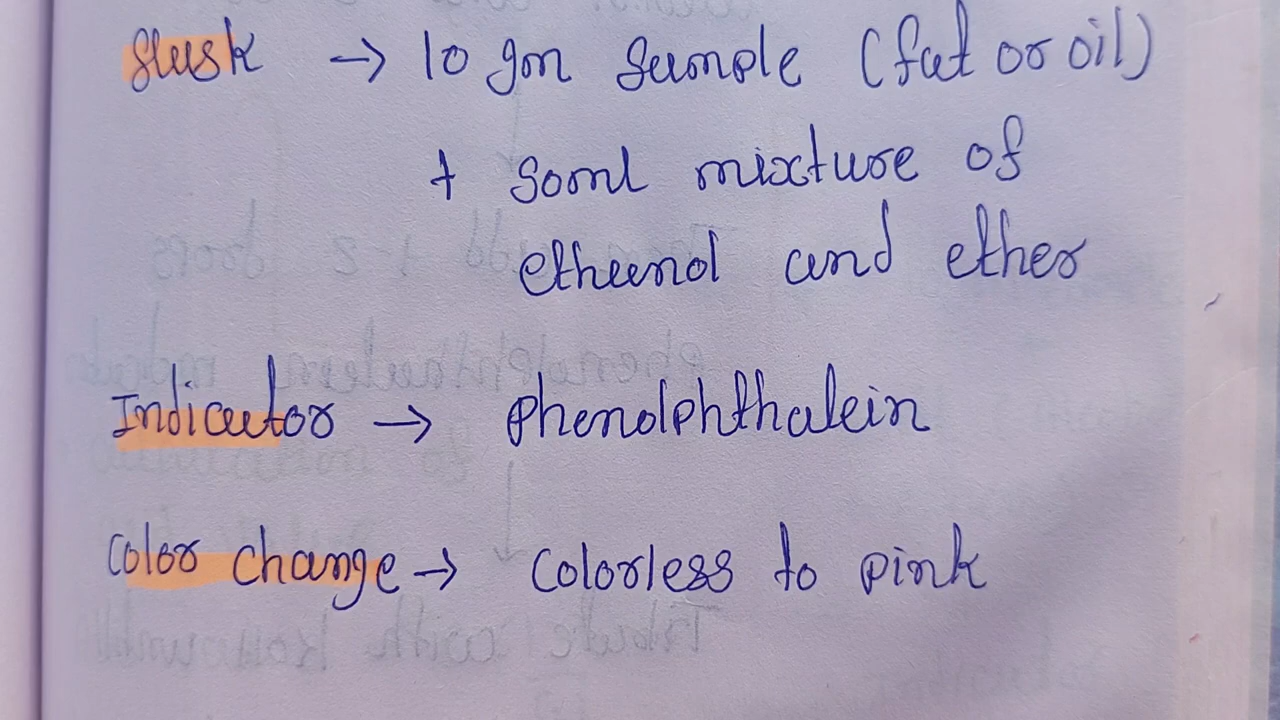 flask → 10 gm sample (fat or oil)
+ 50ml mixture of
ethanol and ether
Indicator → phenolphthalein
Color change → Colorless to pink